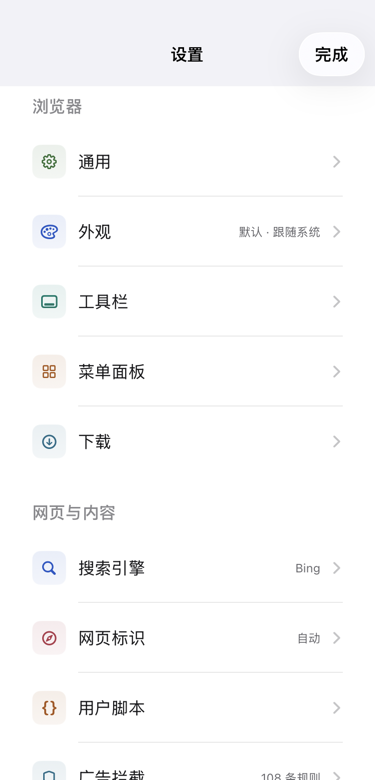 设置
完成
浏览器
通用
外观 默认 · 跟随系统
工具栏
菜单面板
下载
网页与内容
搜索引擎 Bing
网页标识 自动
用户脚本
广告拦截 108 条规则